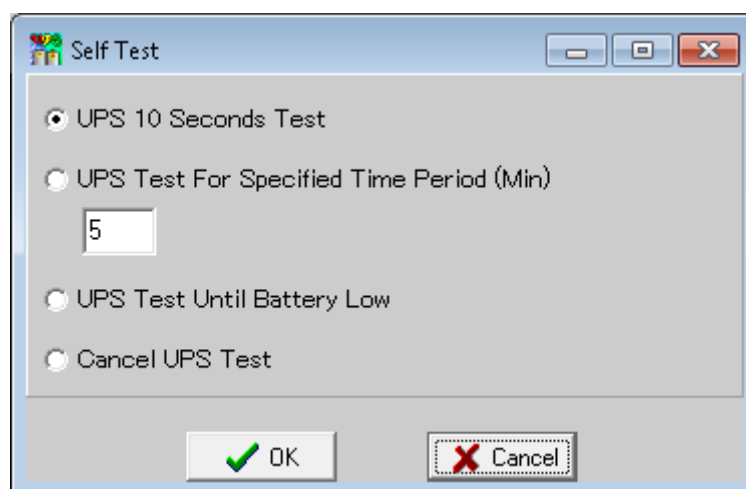 Self Test
UPS 10 Seconds Test
UPS Test For Specified Time Period (Min)
5
UPS Test Until Battery Low
Cancel UPS Test
OK
Cancel